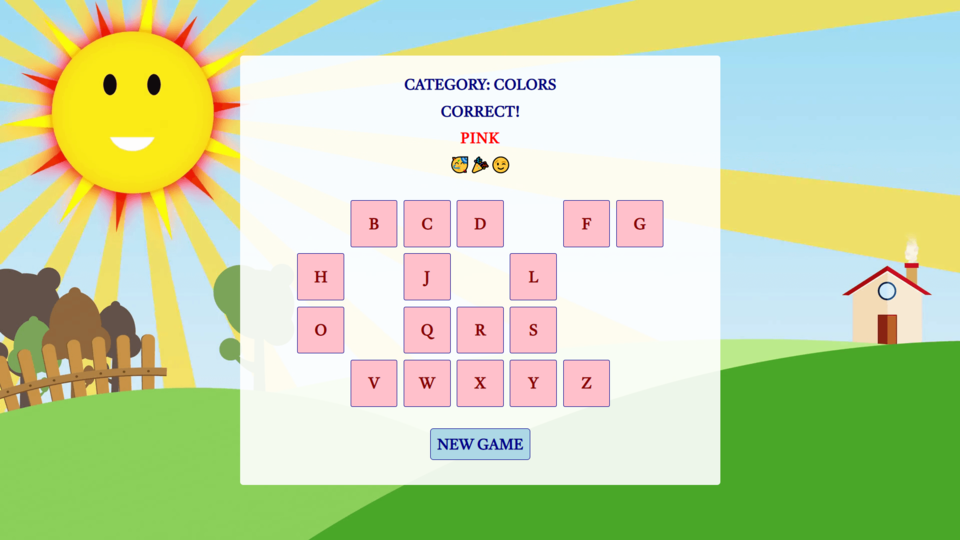 CATEGORY: COLORS
CORRECT!
PINK
B C D F G
H J L
O Q R S
V W X Y Z
NEW GAME